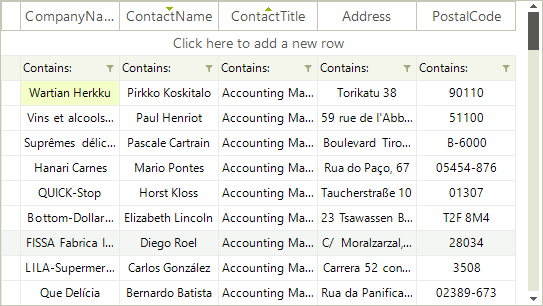 CompanyNa... ContactName ContactTitle Address PostalCode
Click here to add a new row
Contains: Contains: Contains: Contains: Contains:
Wartian Herkku Pirkko Koskitalo Accounting Ma... Torikatu 38 90110
Vins et alcools... Paul Henriot Accounting Ma... 59 rue de l'Abb... 51100
Suprêmes délic... Pascale Cartrain Accounting Ma... Boulevard Tiro... B-6000
Hanari Carnes Mario Pontes Accounting Ma... Rua do Paço, 67 05454-876
QUICK-Stop Horst Kloss Accounting Ma... Taucherstraße 10 01307
Bottom-Dollar... Elizabeth Lincoln Accounting Ma... 23 Tsawassen B... T2F 8M4
FISSA Fabrica I... Diego Roel Accounting Ma... C/ Moralzarzal,... 28034
LILA-Supermer... Carlos González Accounting Ma... Carrera 52 con... 3508
Que Delícia Bernardo Batista Accounting Ma... Rua da Panifica... 02389-673